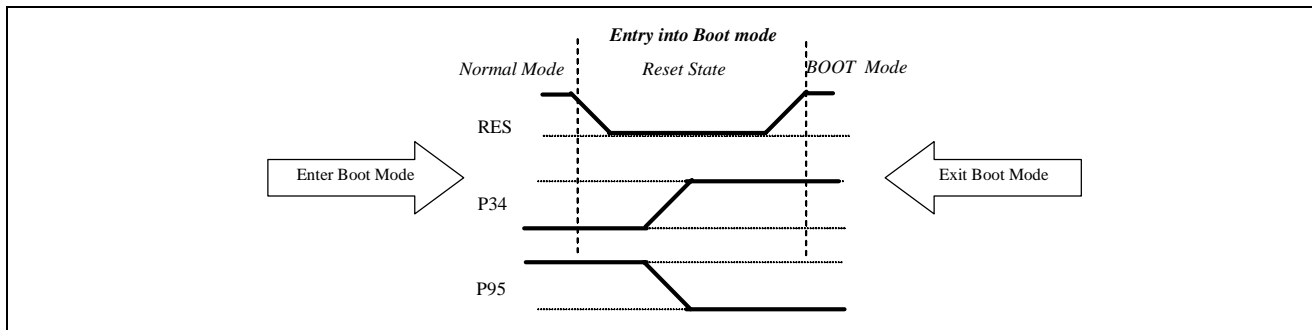 Entry into Boot mode
Normal Mode Reset State BOOT Mode
RES
Enter Boot Mode Exit Boot Mode
P34
P95